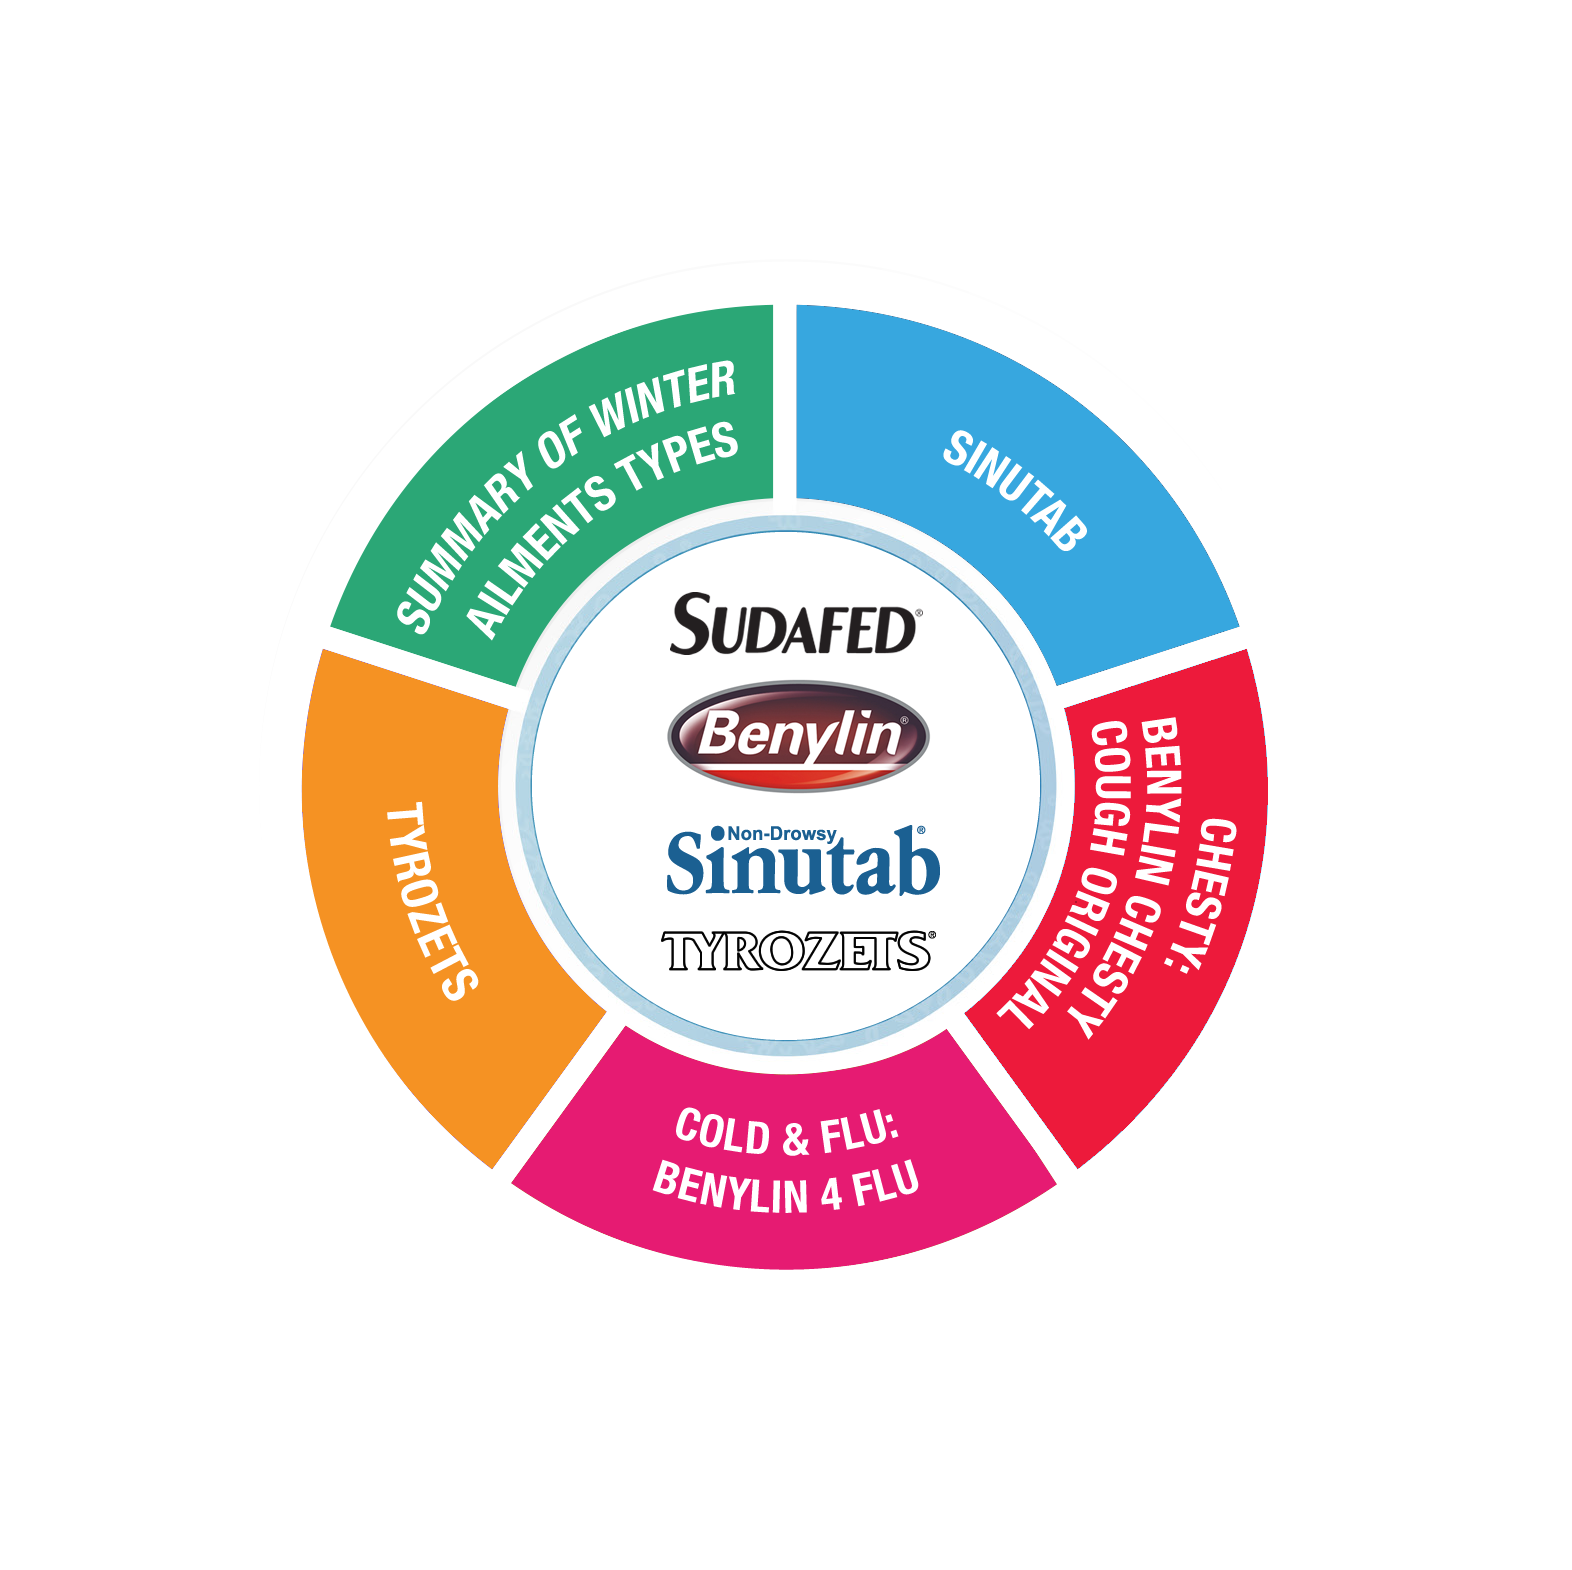 SUMMARY OF WINTER
AILMENTS TYPES
SINUTAB
CHESTY:
BENYLIN CHESTY
COUGH ORIGINAL
COLD & FLU:
BENYLIN 4 FLU
TYROZETS
SUDAFED®
Benylin®
Non-Drowsy
Sinutab®
TYROZETS®